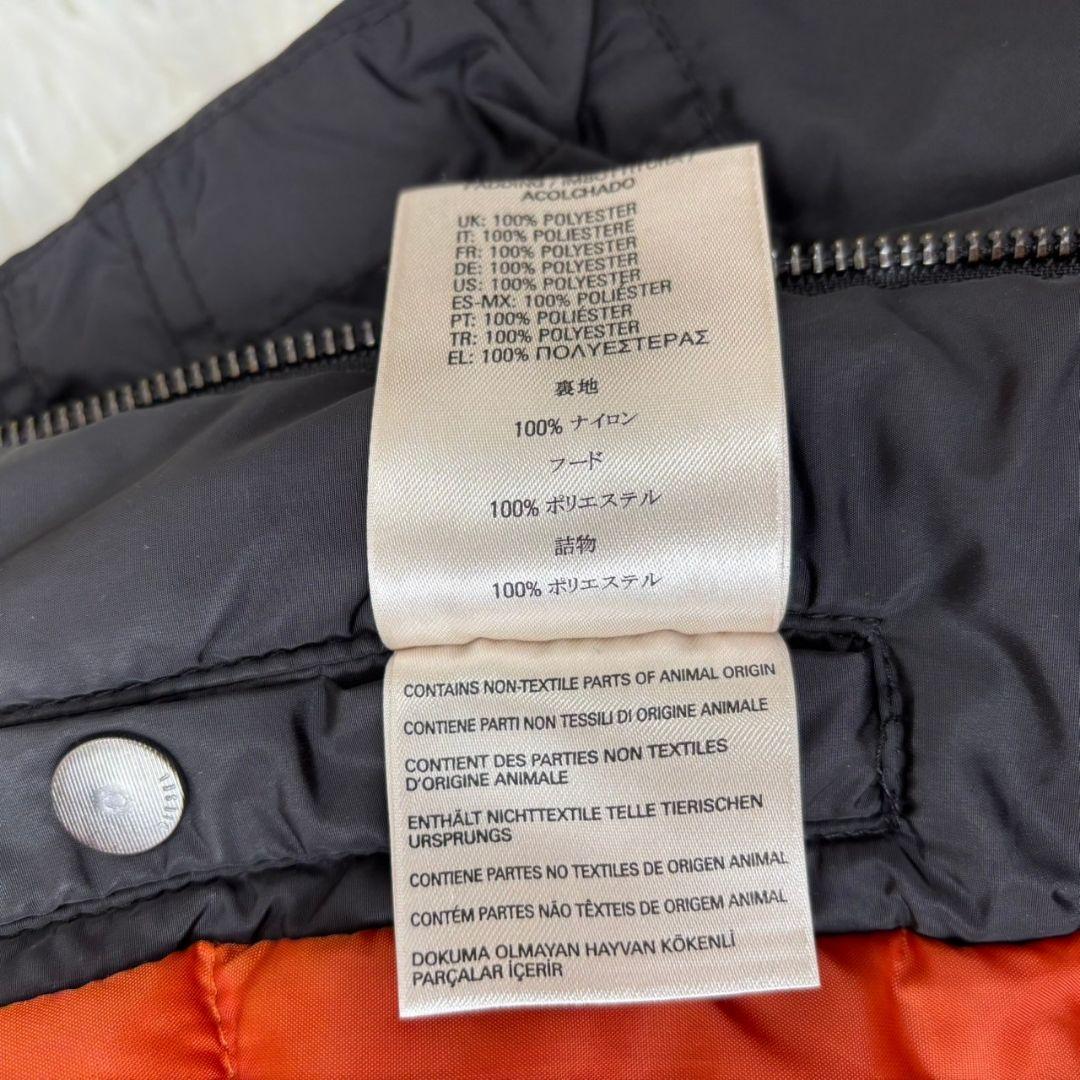 ACOLCHADO
UK: 100% POLYESTER
IT: 100% POLIESTERE
FR: 100% POLYESTER
DE: 100% POLYESTER
US: 100% POLYESTER
ES-MX: 100% POLIÉSTER
PT: 100% POLIÉSTER
TR: 100% POLYESTER
EL: 100% ΠΟΛΥΕΣΤΕΡΑΣ
裏地
100% ナイロン
フード
100% ポリエステル
詰物
100% ポリエステル
CONTAINS NON-TEXTILE PARTS OF ANIMAL ORIGIN
CONTIENE PARTI NON TESSILI DI ORIGINE ANIMALE
CONTIENT DES PARTIES NON TEXTILES
D'ORIGINE ANIMALE
ENTHÄLT NICHTTEXTILE TELLE TIERISCHEN
URSPRUNGS
CONTIENE PARTES NO TEXTILES DE ORIGEN ANIMAL
CONTÉM PARTES NÃO TÊXTEIS DE ORIGEM ANIMAL
DOKUMA OLMAYAN HAYVAN KÖKENLİ
PARÇALAR İÇERİR